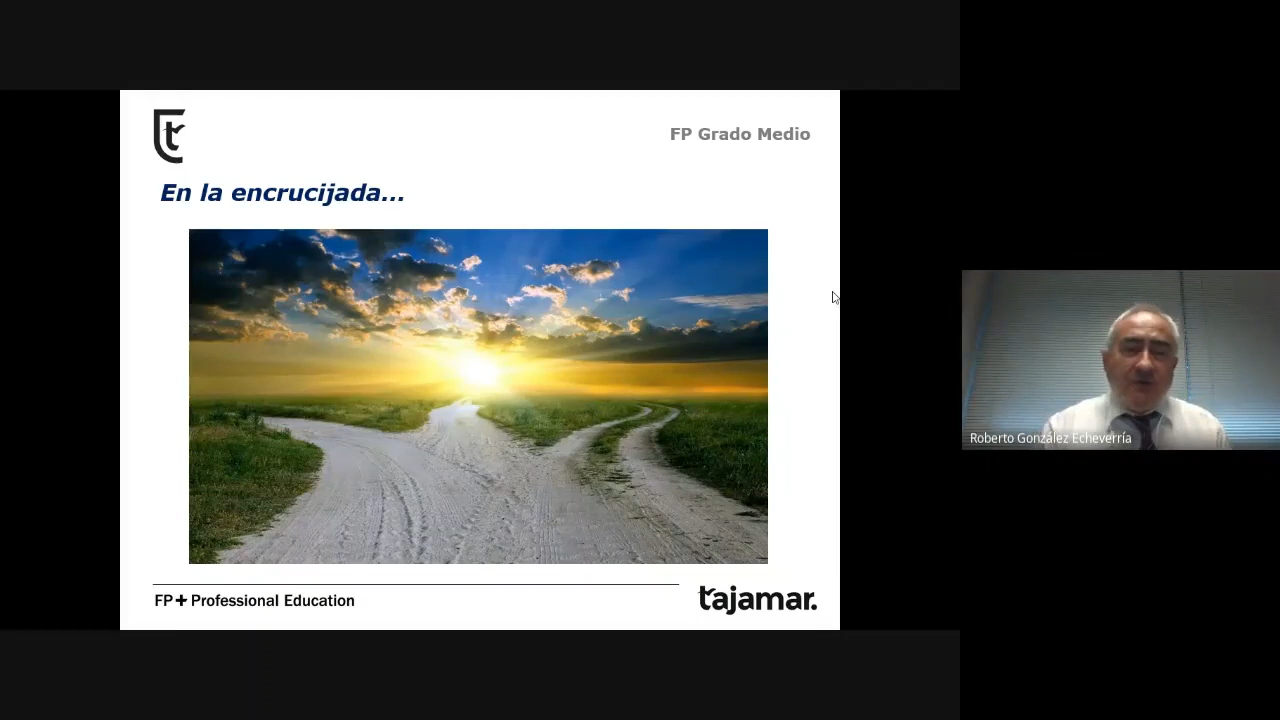 FP Grado Medio
En la encrucijada...
FP+ Professional Education
tajamar.
Roberto González Echeverría